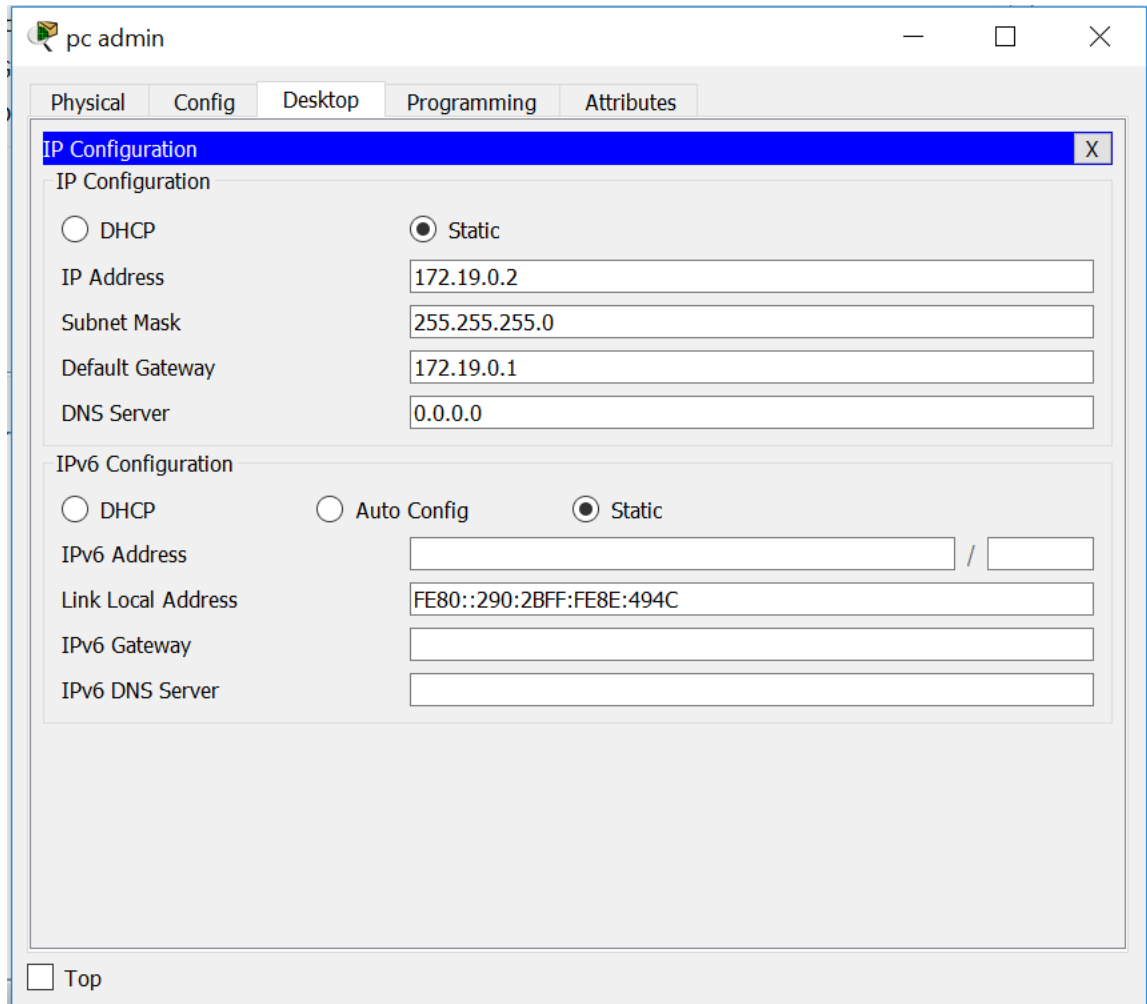 pc admin
Physical Config Desktop Programming Attributes
IP Configuration X
IP Configuration
DHCP Static
IP Address 172.19.0.2
Subnet Mask 255.255.255.0
Default Gateway 172.19.0.1
DNS Server 0.0.0.0
IPv6 Configuration
DHCP Auto Config Static
IPv6 Address /
Link Local Address FE80::290:2BFF:FE8E:494C
IPv6 Gateway
IPv6 DNS Server
Top